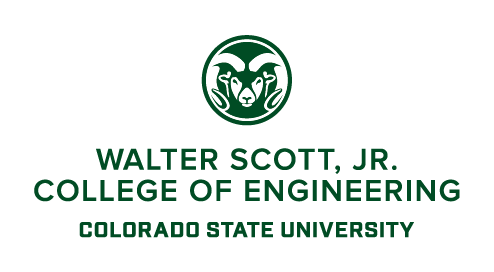 WALTER SCOTT, JR.
COLLEGE OF ENGINEERING
COLORADO STATE UNIVERSITY